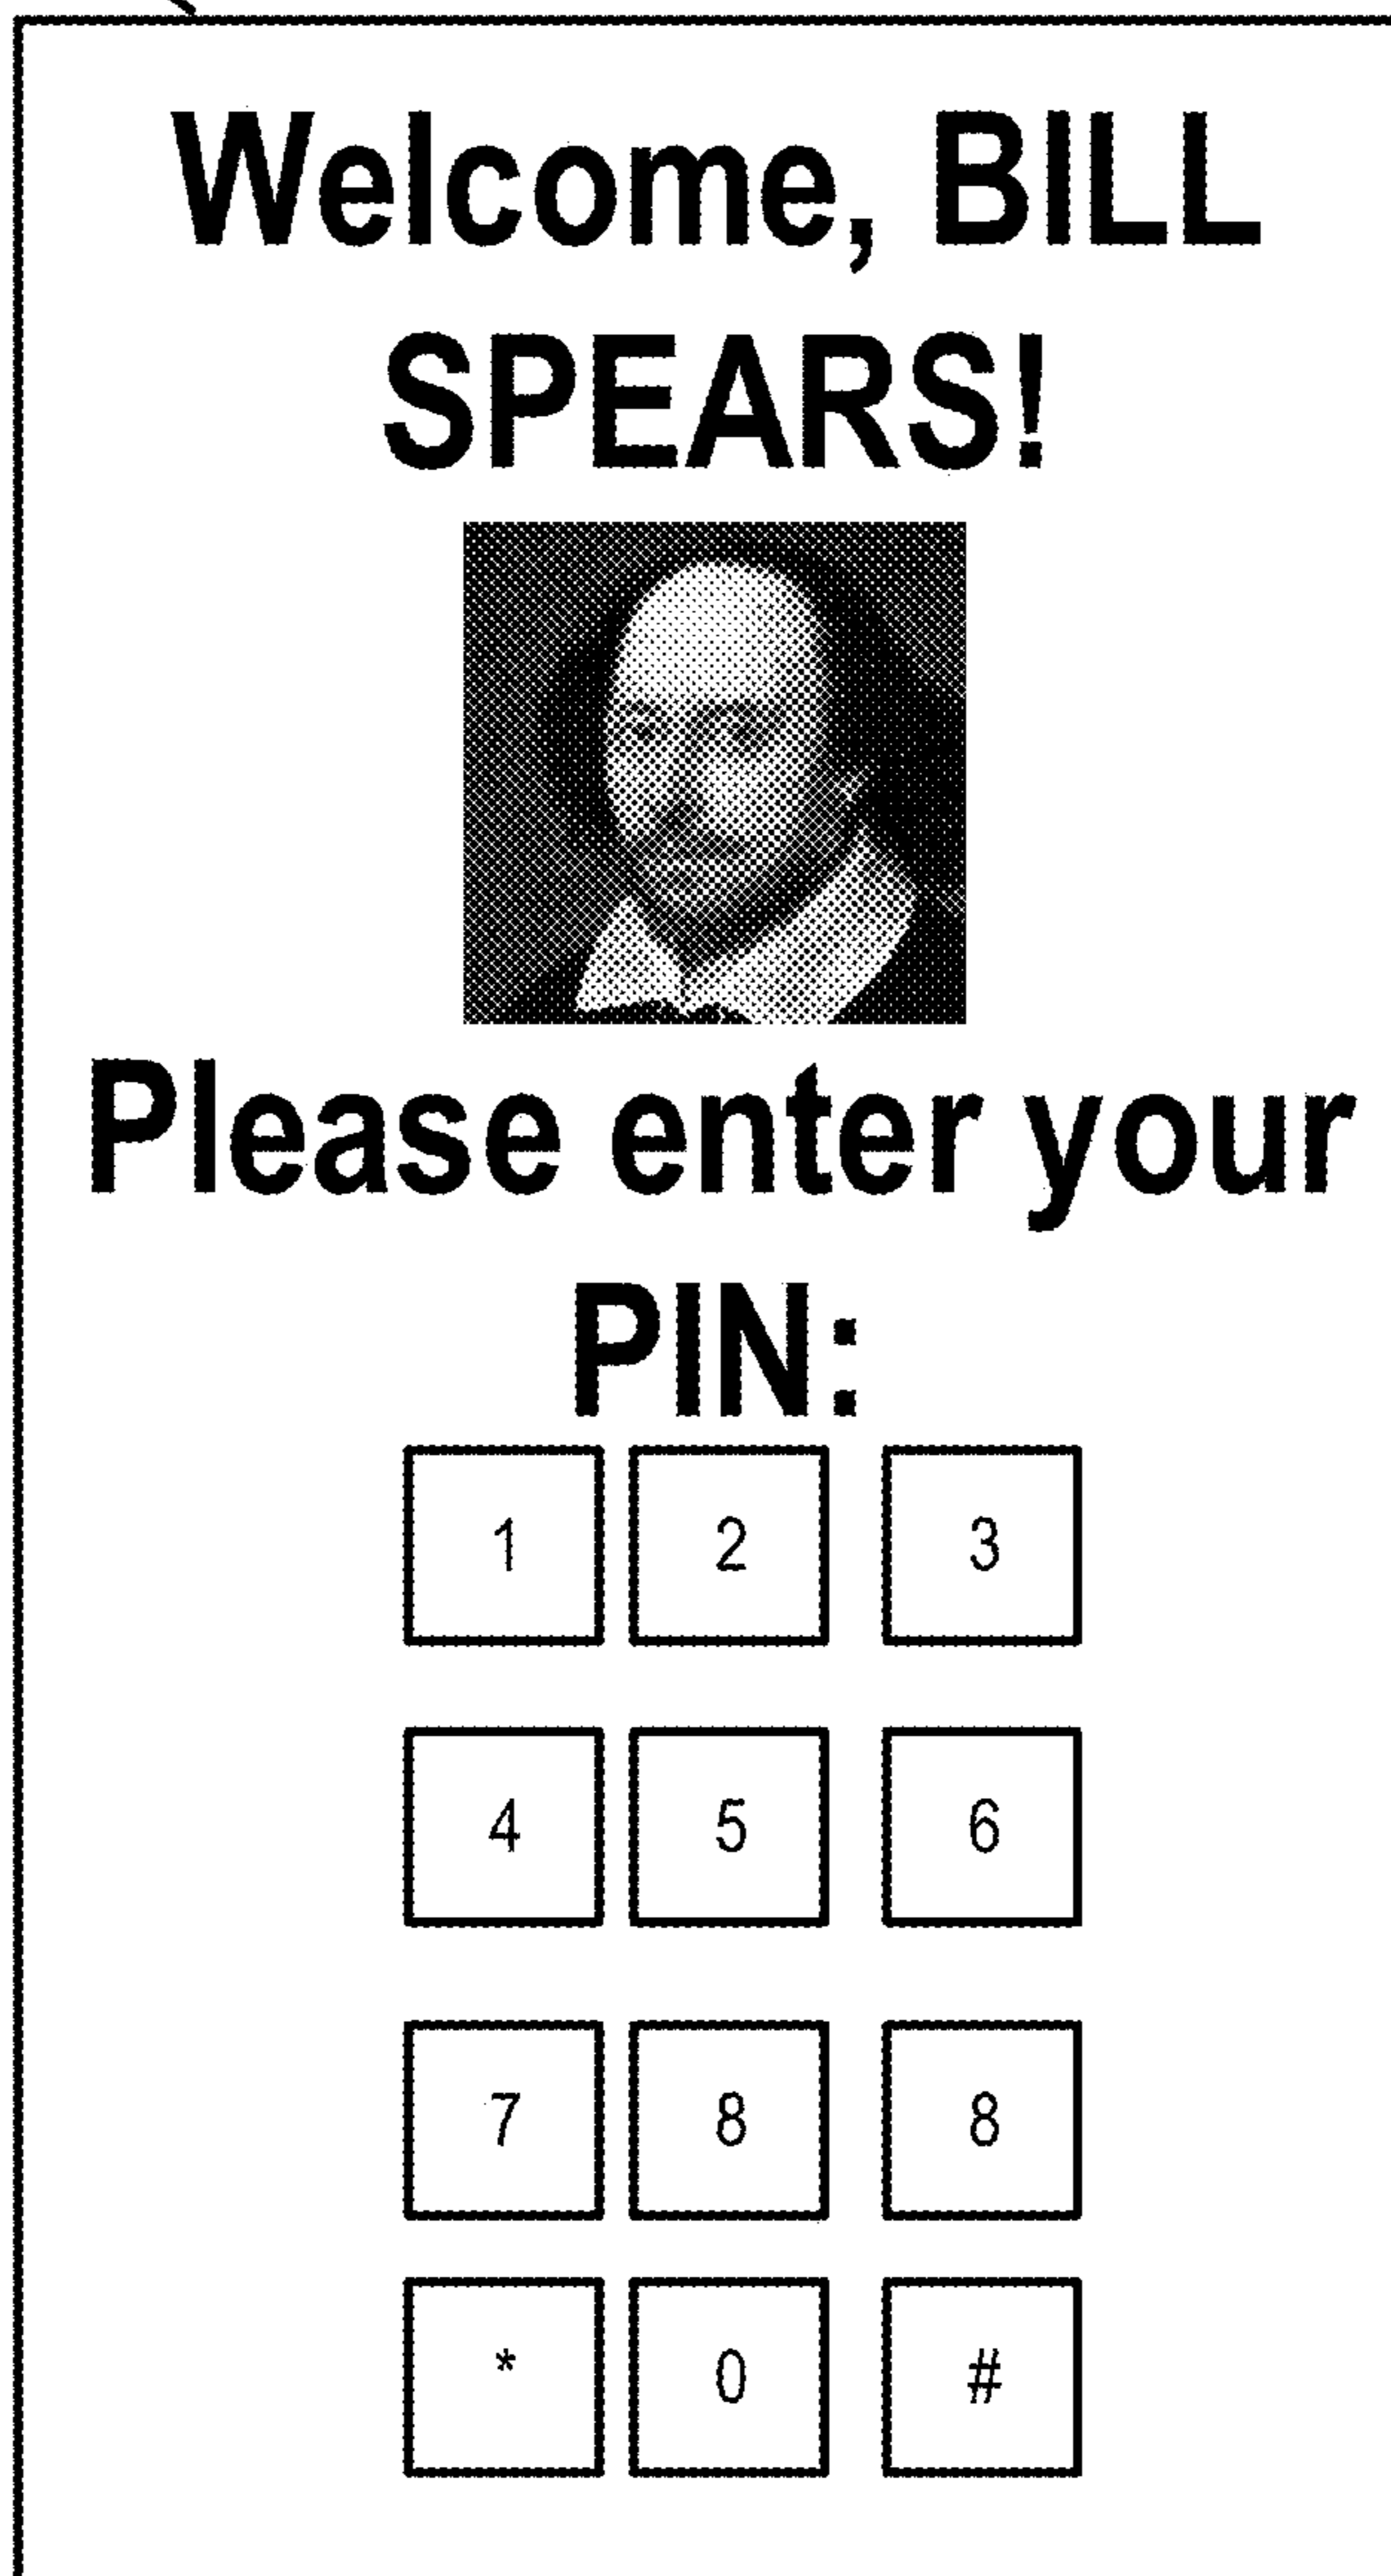 Welcome, BILL
SPEARS!
Please enter your
PIN:
1 2 3
4 5 6
7 8 8
* 0 #